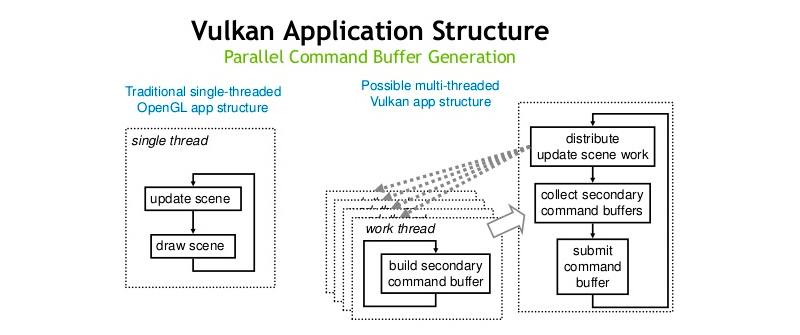 Vulkan Application Structure
Parallel Command Buffer Generation
Traditional single-threaded
OpenGL app structure
single thread
update scene
draw scene
Possible multi-threaded
Vulkan app structure
work thread
build secondary
command buffer
distribute
update scene work
collect secondary
command buffers
submit
command
buffer